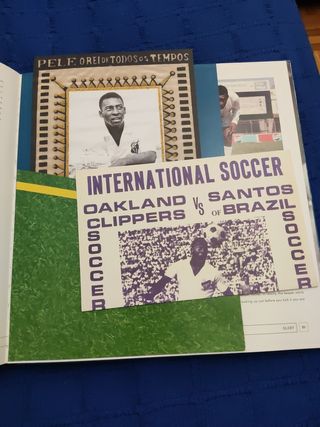 PELÉ O REI DE TODOS OS TEMPOS
INTERNATIONAL SOCCER
OAKLAND CLIPPERS
VS
SANTOS OF BRAZIL
SOCCER
SOCCER